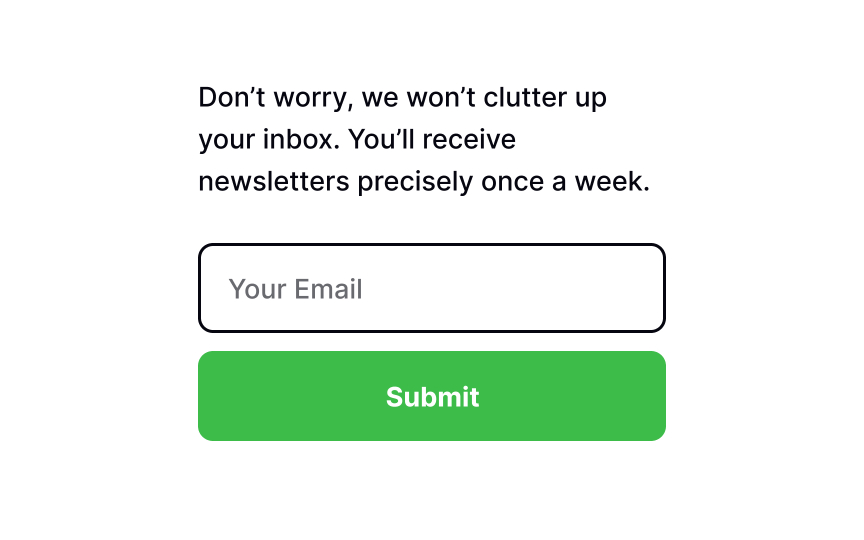 Don’t worry, we won’t clutter up
your inbox. You’ll receive
newsletters precisely once a week.
Your Email
Submit